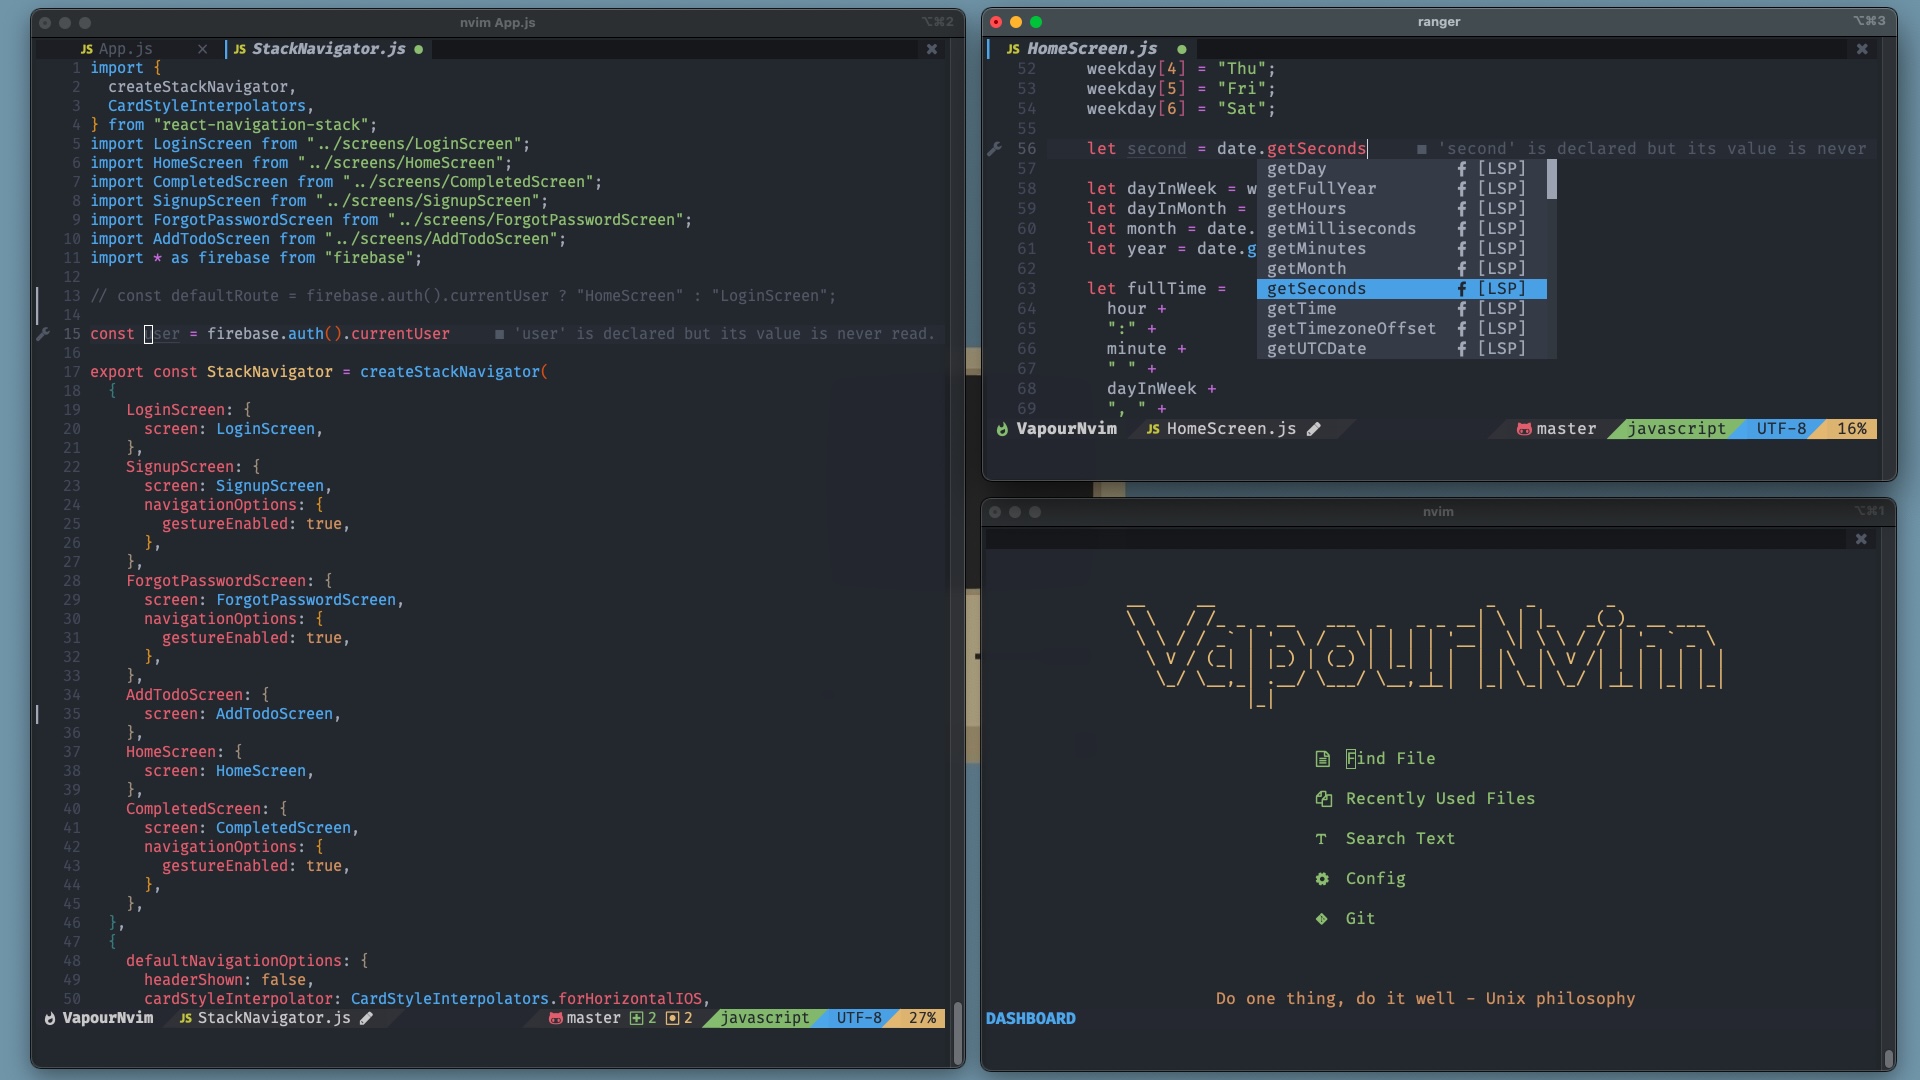 nvim App.js
⌥⌘2
JS App.js
JS StackNavigator.js
1 import {
2   createStackNavigator,
3   CardStyleInterpolators,
4 } from "react-navigation-stack";
5 import LoginScreen from "../screens/LoginScreen";
6 import HomeScreen from "../screens/HomeScreen";
7 import CompletedScreen from "../screens/CompletedScreen";
8 import SignupScreen from "../screens/SignupScreen";
9 import ForgotPasswordScreen from "../screens/ForgotPasswordScreen";
10 import AddTodoScreen from "../screens/AddTodoScreen";
11 import * as firebase from "firebase";
12
13 // const defaultRoute = firebase.auth().currentUser ? "HomeScreen" : "LoginScreen";
14
15 const user = firebase.auth().currentUser ■ 'user' is declared but its value is never read.
16
17 export const StackNavigator = createStackNavigator(
18   {
19     LoginScreen: {
20       screen: LoginScreen,
21     },
22     SignupScreen: {
23       screen: SignupScreen,
24       navigationOptions: {
25         gestureEnabled: true,
26       },
27     },
28     ForgotPasswordScreen: {
29       screen: ForgotPasswordScreen,
30       navigationOptions: {
31         gestureEnabled: true,
32       },
33     },
34     AddTodoScreen: {
35       screen: AddTodoScreen,
36     },
37     HomeScreen: {
38       screen: HomeScreen,
39     },
40     CompletedScreen: {
41       screen: CompletedScreen,
42       navigationOptions: {
43         gestureEnabled: true,
44       },
45     },
46   },
47   {
48     defaultNavigationOptions: {
49       headerShown: false,
50       cardStyleInterpolator: CardStyleInterpolators.forHorizontalIOS,
VapourNvim JS StackNavigator.js master 2 2 javascript UTF-8 27%
ranger
⌥⌘3
JS HomeScreen.js
52 weekday[4] = "Thu";
53 weekday[5] = "Fri";
54 weekday[6] = "Sat";
55
56 let second = date.getSeconds ■ 'second' is declared but its value is never
57
58 let dayInWeek = w
59 let dayInMonth =
60 let month = date.
61 let year = date.g
62
63 let fullTime =
64   hour +
65   ":" +
66   minute +
67   " " +
68   dayInWeek +
69   ", " +
getDay f [LSP]
getFullYear f [LSP]
getHours f [LSP]
getMilliseconds f [LSP]
getMinutes f [LSP]
getMonth f [LSP]
getSeconds f [LSP]
getTime f [LSP]
getTimezoneOffset f [LSP]
getUTCDate f [LSP]
VapourNvim JS HomeScreen.js master javascript UTF-8 16%
nvim
⌥⌘1
VapourNvim
Find File
Recently Used Files
Search Text
Config
Git
Do one thing, do it well - Unix philosophy
DASHBOARD